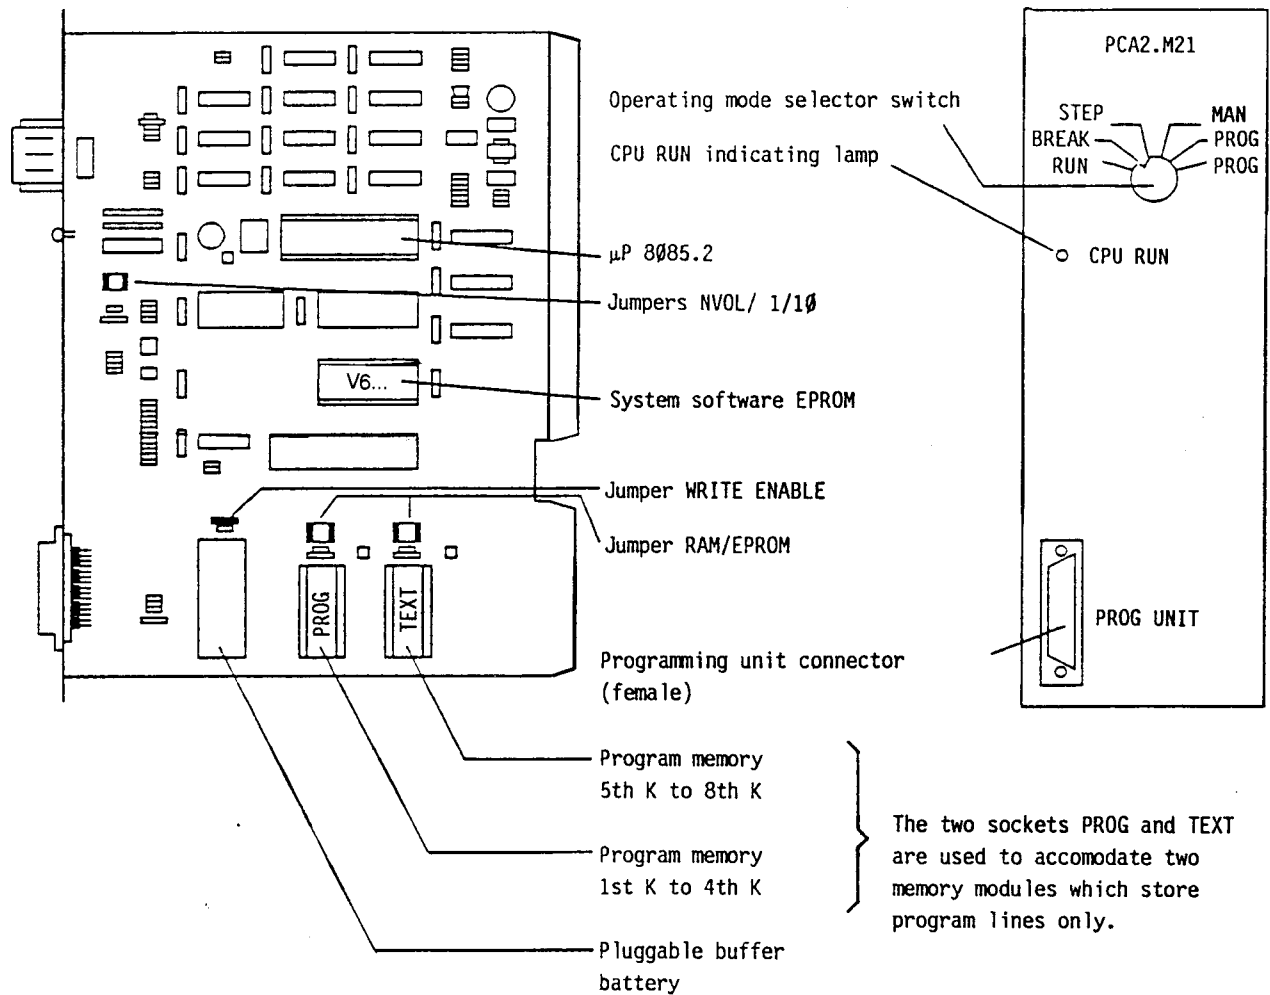 PCA2.M21
Operating mode selector switch
STEP
MAN
BREAK
PROG
RUN
PROG
CPU RUN indicating lamp
CPU RUN
µP 8Ø85.2
Jumpers NVOL/ 1/1Ø
V6...
System software EPROM
Jumper WRITE ENABLE
Jumper RAM/EPROM
PROG
TEXT
PROG UNIT
Programming unit connector
(female)
Program memory
5th K to 8th K
Program memory
1st K to 4th K
The two sockets PROG and TEXT
are used to accomodate two
memory modules which store
program lines only.
Pluggable buffer
battery